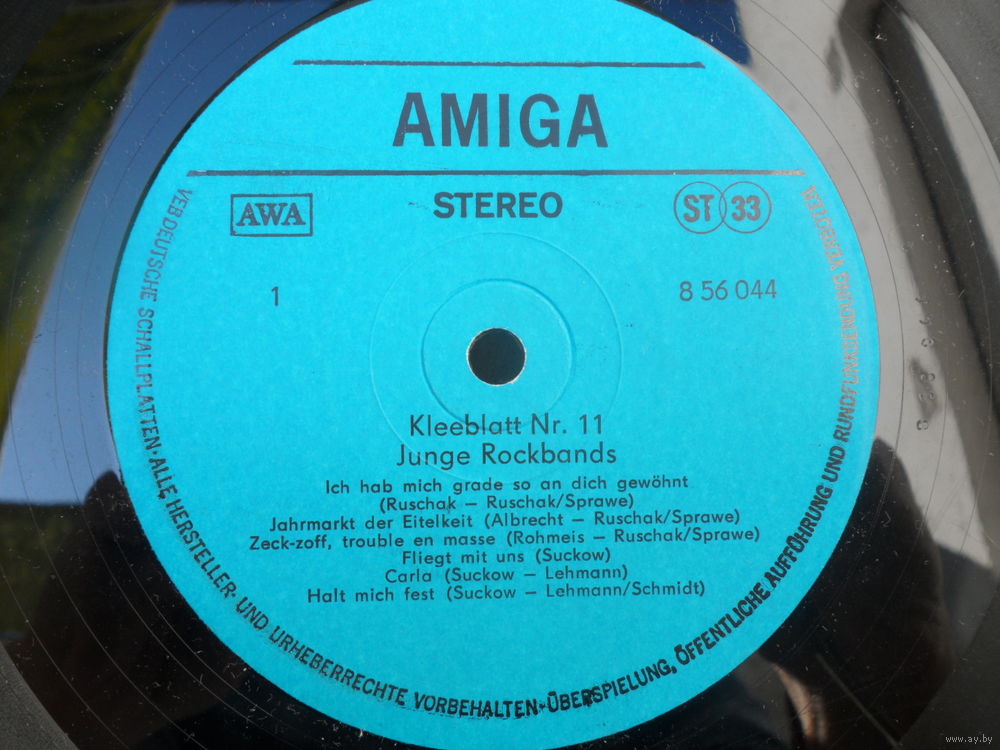 AMIGA
AWA
STEREO
ST 33
1
8 56 044
Kleeblatt Nr. 11
Junge Rockbands
Ich hab mich grade so an dich gewöhnt
(Ruschak – Ruschak/Sprawe)
Jahrmarkt der Eitelkeit (Albrecht – Ruschak/Sprawe)
Zeck-zoff, trouble en masse (Rohmeis – Ruschak/Sprawe)
Fliegt mit uns (Suckow)
Carla (Suckow – Lehmann)
Halt mich fest (Suckow – Lehmann/Schmidt)
VEB DEUTSCHE SCHALLPLATTEN · ALLE HERSTELLER- UND URHEBERRECHTE VORBEHALTEN · ÜBERSPIELUNG, ÖFFENTLICHE AUFFÜHRUNG UND RUNDFUNKSENDUNG VERBOTEN
www.ay.by